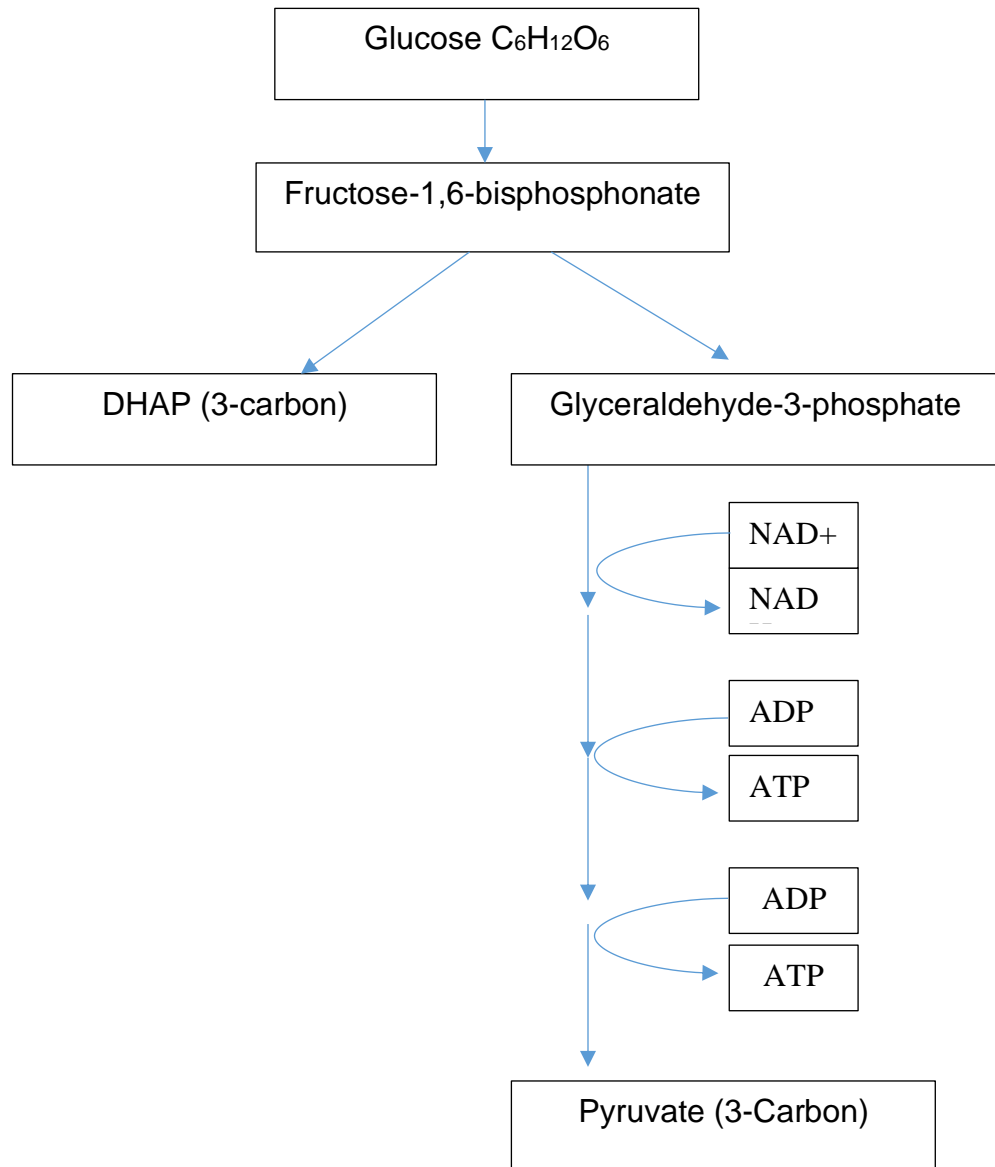 Glucose C₆H₁₂O₆
Fructose-1,6-bisphosphonate
DHAP (3-carbon)
Glyceraldehyde-3-phosphate
NAD+
NAD
ADP
ATP
ADP
ATP
Pyruvate (3-Carbon)